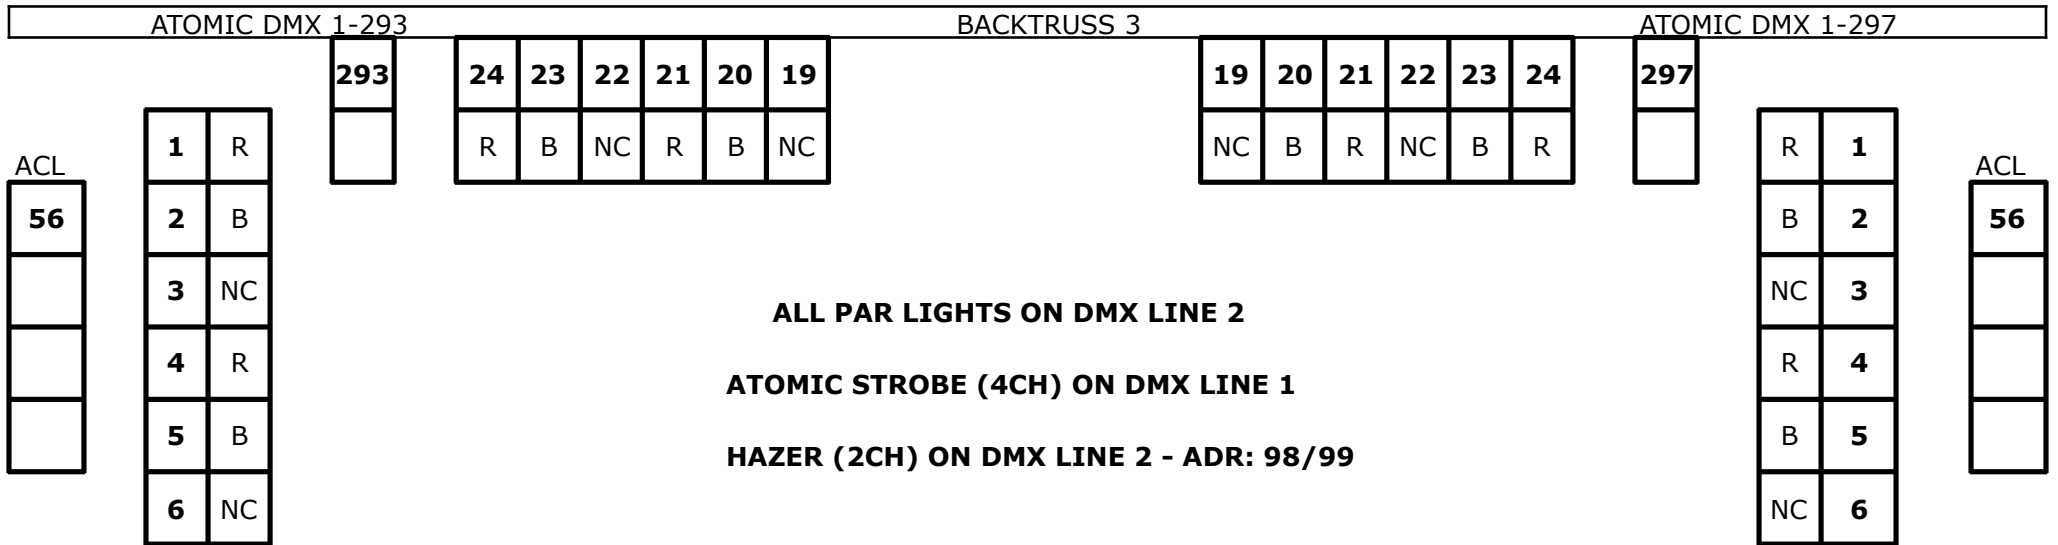 ATOMIC DMX 1-293 BACKTRUSS 3 ATOMIC DMX 1-297
293 24 23 22 21 20 19 19 20 21 22 23 24 297
1 R R B NC R B NC NC B R NC B R R 1
ACL ACL
56 2 B B 2 56
3 NC NC 3
ALL PAR LIGHTS ON DMX LINE 2
4 R R 4
ATOMIC STROBE (4CH) ON DMX LINE 1
5 B B 5
HAZER (2CH) ON DMX LINE 2 - ADR: 98/99
6 NC NC 6